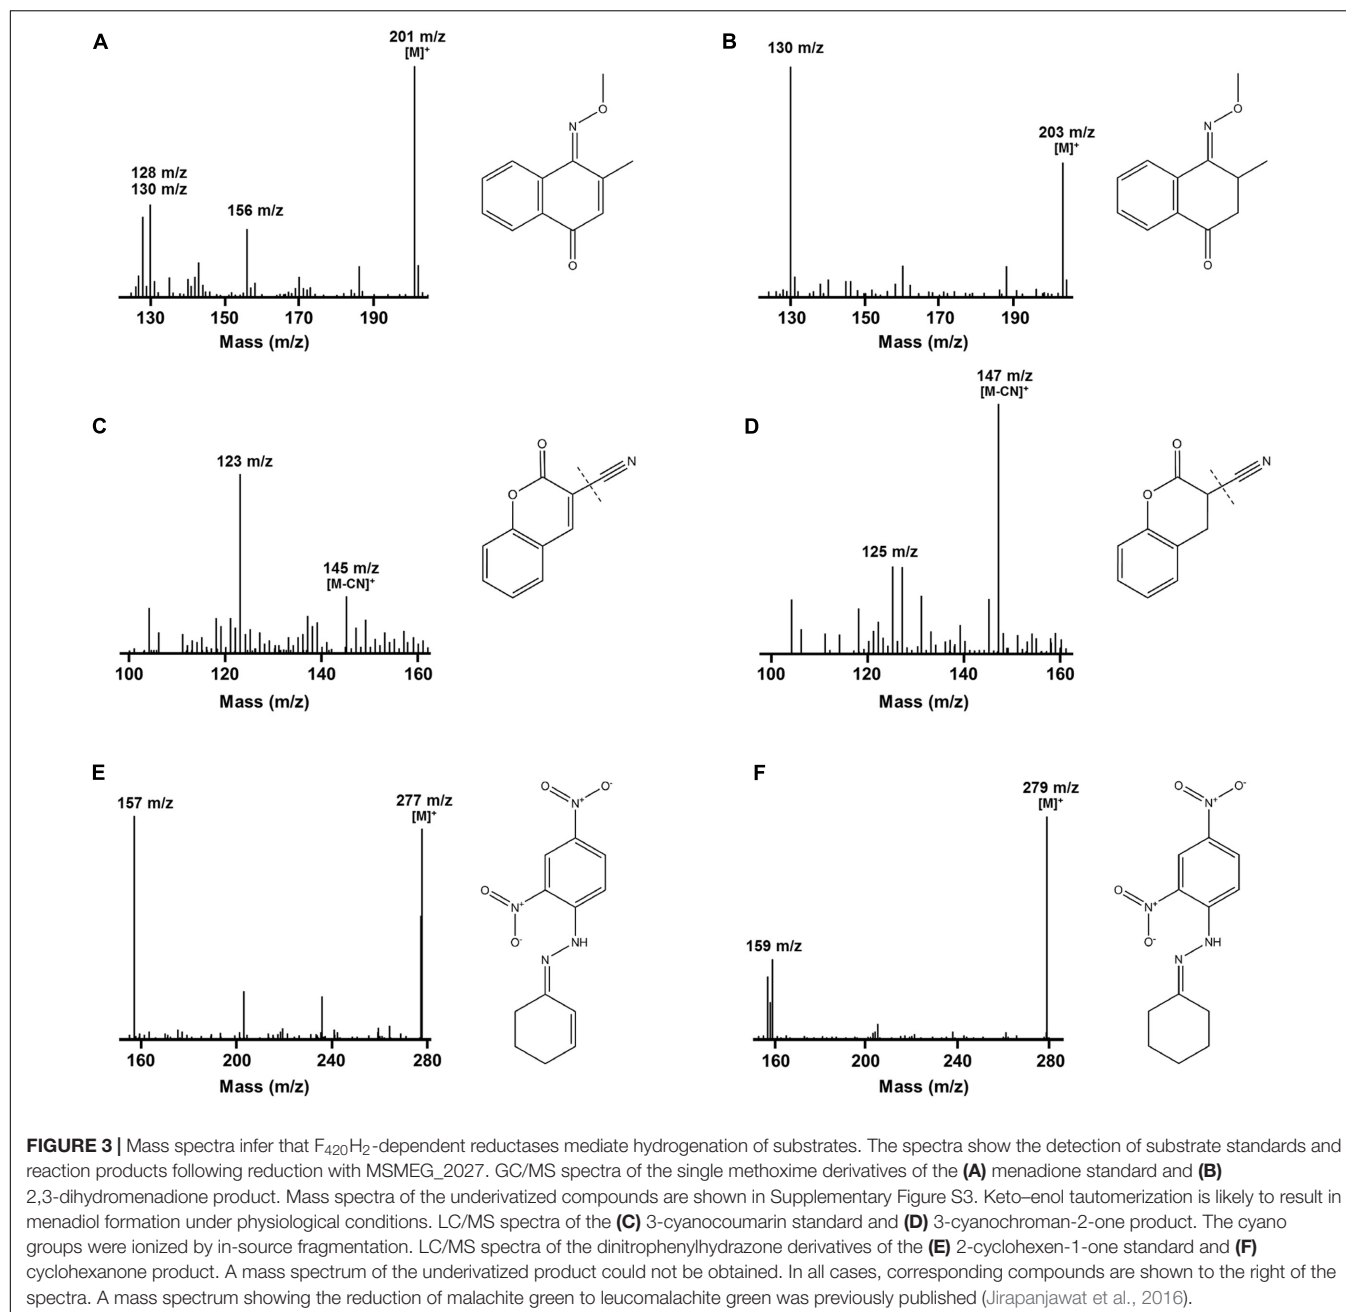 A
201 m/z
[M]+
128 m/z
130 m/z
156 m/z
130 150 170 190
Mass (m/z)
O
N
O
B
130 m/z
203 m/z
[M]+
130 150 170 190
Mass (m/z)
O
N
O
C
123 m/z
145 m/z
[M-CN]+
100 120 140 160
Mass (m/z)
O
N
O
D
147 m/z
[M-CN]+
125 m/z
100 120 140 160
Mass (m/z)
O
N
O
E
157 m/z
277 m/z
[M]+
160 200 240 280
Mass (m/z)
O O-
N+
O
N+
O- NH
N
F
279 m/z
[M]+
159 m/z
160 200 240 280
Mass (m/z)
O O-
N+
O
N+
O- NH
N
FIGURE 3 | Mass spectra infer that F420H2-dependent reductases mediate hydrogenation of substrates. The spectra show the detection of substrate standards and
reaction products following reduction with MSMEG_2027. GC/MS spectra of the single methoxime derivatives of the (A) menadione standard and (B)
2,3-dihydromenadione product. Mass spectra of the underivatized compounds are shown in Supplementary Figure S3. Keto–enol tautomerization is likely to result in
menadiol formation under physiological conditions. LC/MS spectra of the (C) 3-cyanocoumarin standard and (D) 3-cyanochroman-2-one product. The cyano
groups were ionized by in-source fragmentation. LC/MS spectra of the dinitrophenylhydrazone derivatives of the (E) 2-cyclohexen-1-one standard and (F)
cyclohexanone product. A mass spectrum of the underivatized product could not be obtained. In all cases, corresponding compounds are shown to the right of the
spectra. A mass spectrum showing the reduction of malachite green to leucomalachite green was previously published (Jirapanjawat et al., 2016).